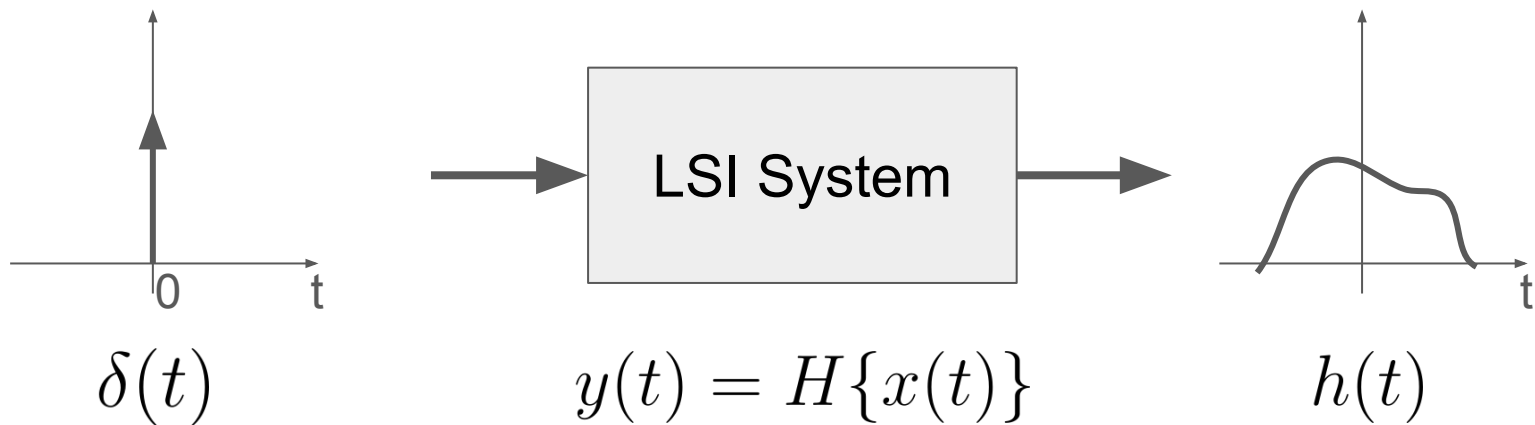 LSI System
0
t
t
δ(t)
y(t) = H{x(t)}
h(t)